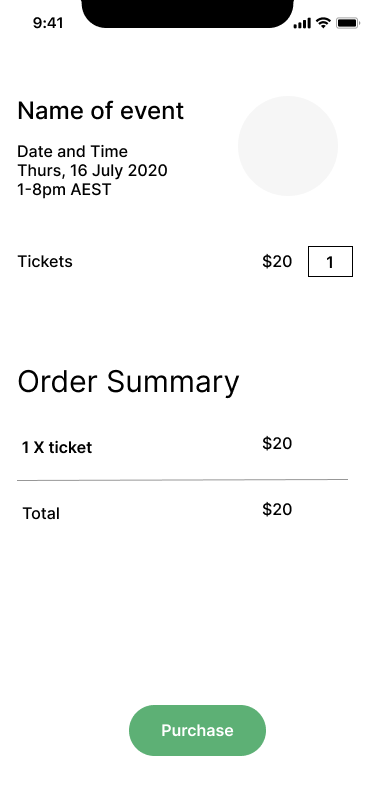 9:41
Name of event
Date and Time
Thurs, 16 July 2020
1-8pm AEST
Tickets $20 1
Order Summary
1 X ticket $20
Total $20
Purchase